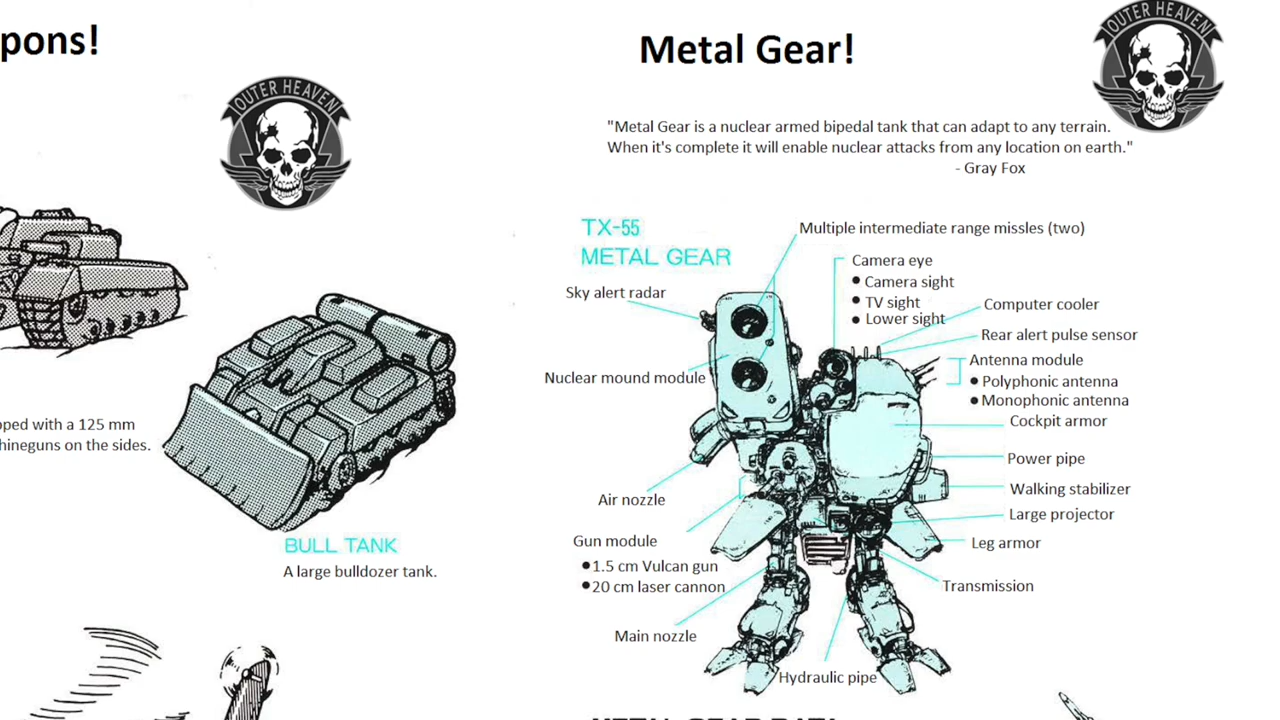 pons!
OUTER HEAVEN
pped with a 125 mm
hineguns on the sides.
BULL TANK
A large bulldozer tank.
Metal Gear!
OUTER HEAVEN
"Metal Gear is a nuclear armed bipedal tank that can adapt to any terrain.
When it's complete it will enable nuclear attacks from any location on earth."
- Gray Fox
TX-55
METAL GEAR
Multiple intermediate range missles (two)
Camera eye
• Camera sight
• TV sight
• Lower sight
Sky alert radar
Computer cooler
Rear alert pulse sensor
Antenna module
• Polyphonic antenna
• Monophonic antenna
Nuclear mound module
Cockpit armor
Power pipe
Walking stabilizer
Air nozzle
Large projector
Gun module
• 1.5 cm Vulcan gun
• 20 cm laser cannon
Leg armor
Transmission
Main nozzle
Hydraulic pipe
METAL GEAR DATA